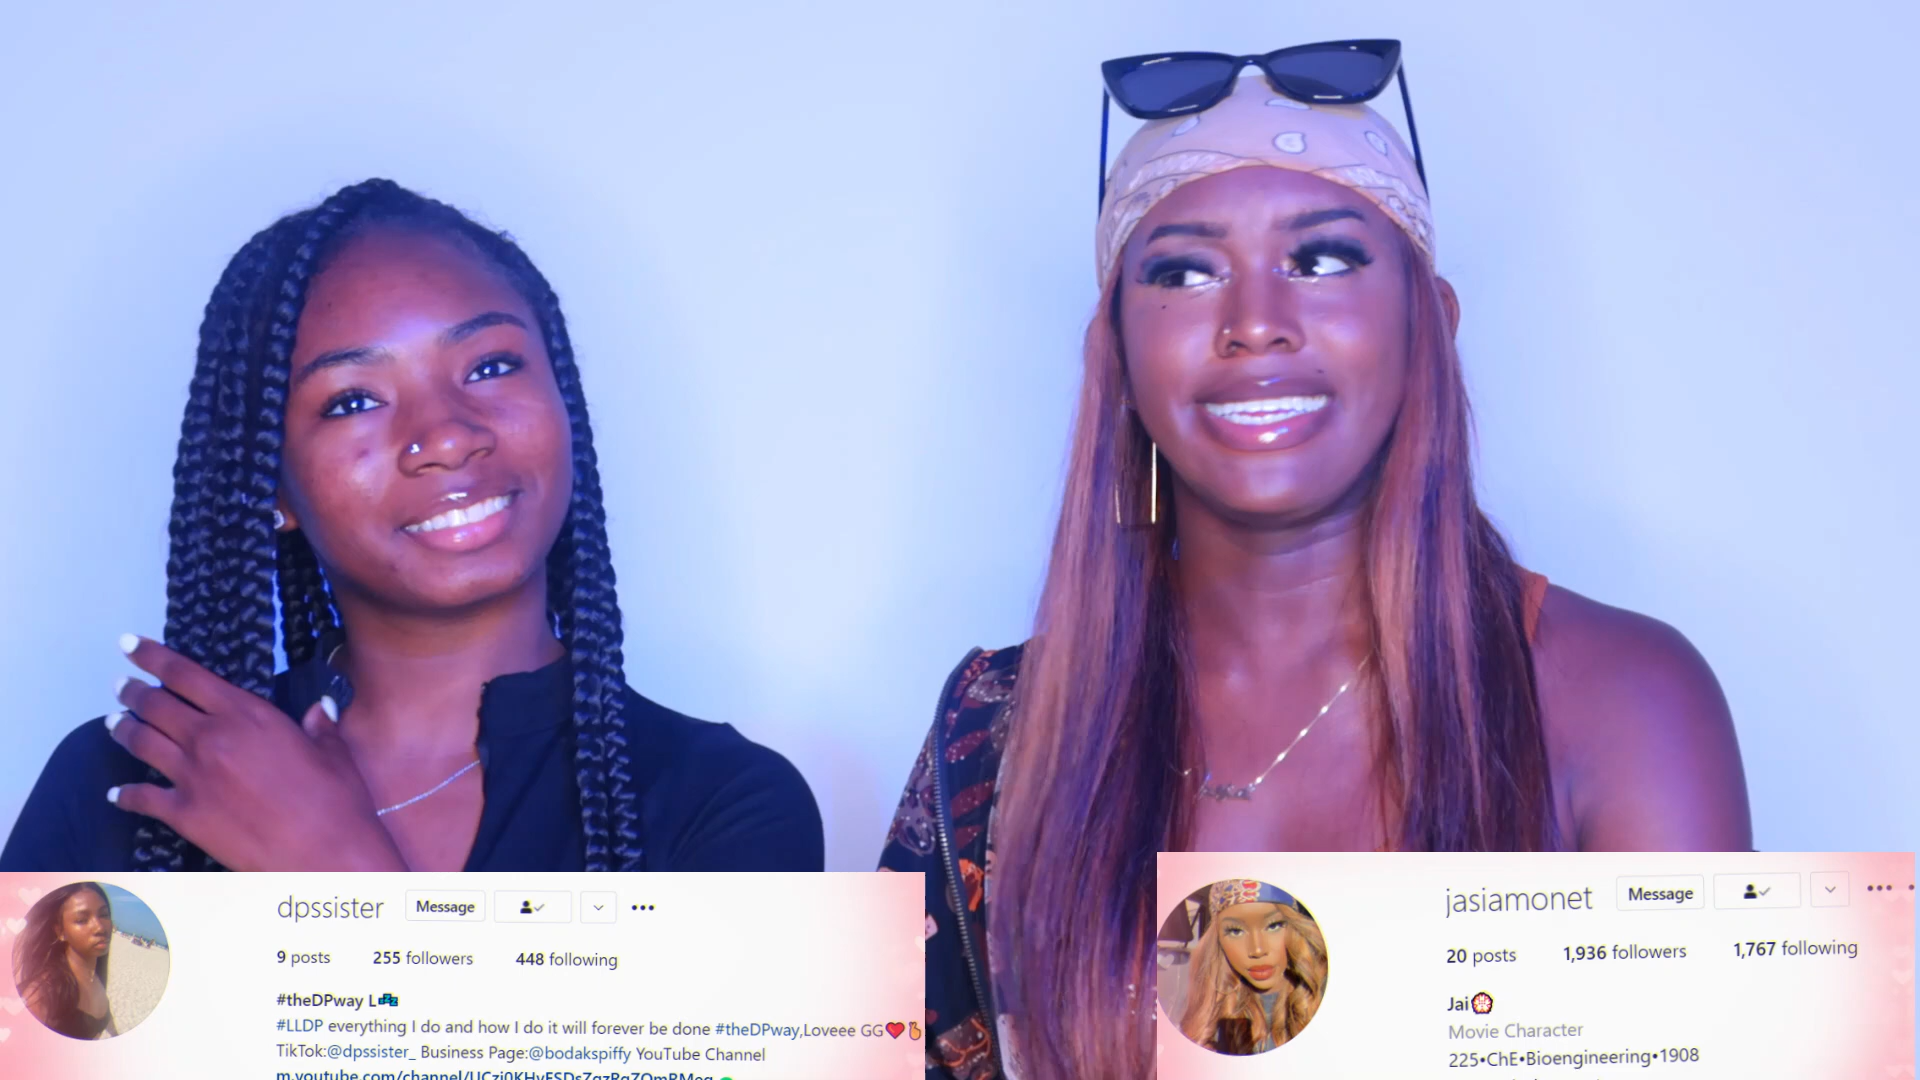 dpssister Message
9 posts 255 followers 448 following
#theDPway L💤
#LLDP everything I do and how I do it will forever be done #theDPway,Loveee GG❤️🫰
TikTok:@dpssister_ Business Page:@bodakspiffy YouTube Channel
jasiamonet Message
20 posts 1,936 followers 1,767 following
Jai
Movie Character
225•ChE•Bioengineering•1908